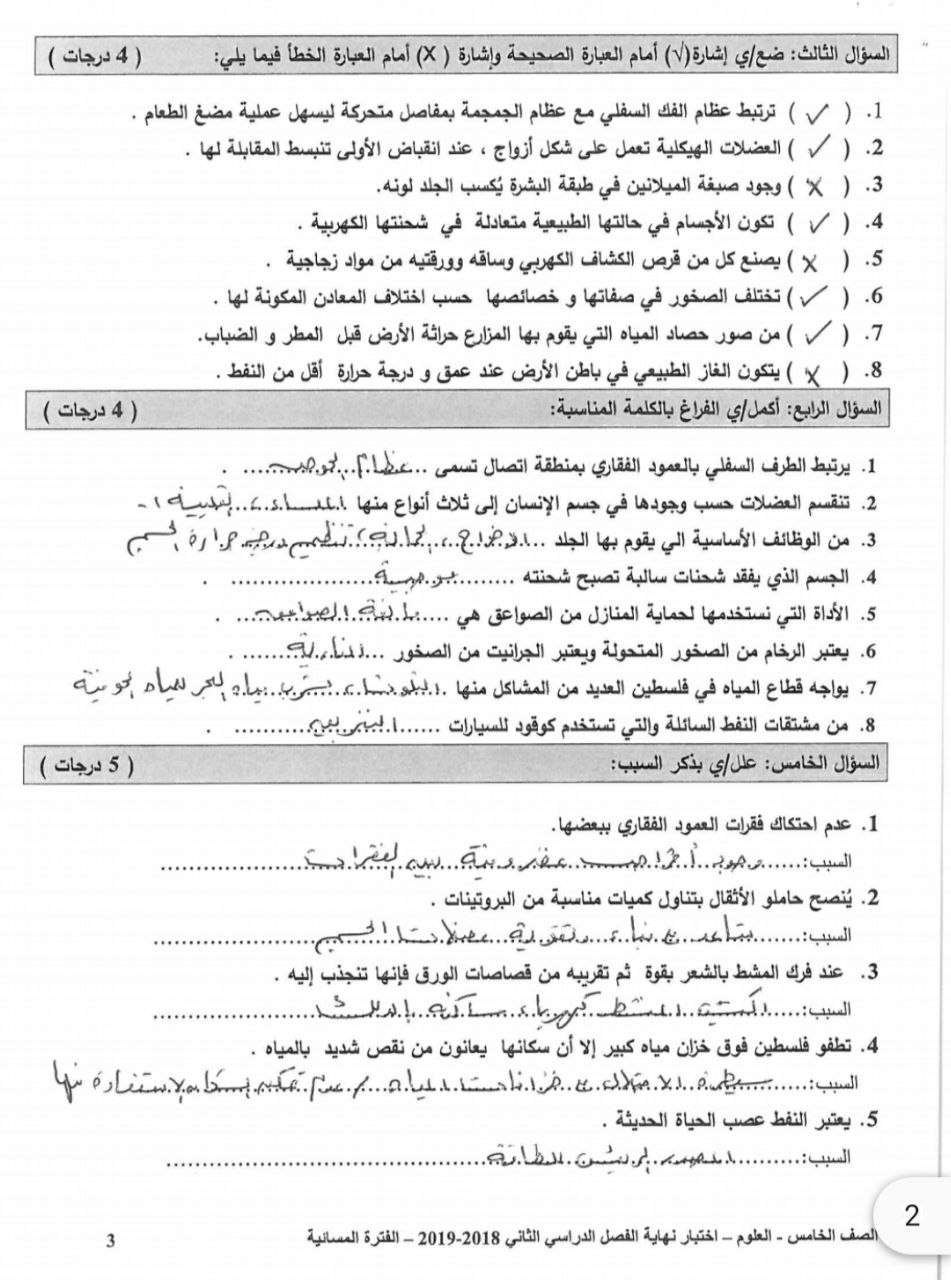 السؤال الثالث: ضع/ي إشارة(√) أمام العبارة الصحيحة وإشارة ( X) أمام العبارة الخطأ فيما يلي: ( 4 درجات )
1. ( ✓ ) ترتبط عظام الفك السفلي مع عظام الجمجمة بمفاصل متحركة ليسهل عملية مضغ الطعام .
2. ( ✓ ) العضلات الهيكلية تعمل على شكل أزواج ، عند انقباض الأولى تنبسط المقابلة لها .
3. ( X ) وجود صبغة الميلانين في طبقة البشرة يُكسب الجلد لونه.
4. ( ✓ ) تكون الأجسام في حالتها الطبيعية متعادلة في شحنتها الكهربية .
5. ( X ) يصنع كل من قرص الكشاف الكهربي وساقه وورقتيه من مواد زجاجية .
6. ( ✓ ) تختلف الصخور في صفاتها و خصائصها حسب اختلاف المعادن المكونة لها .
7. ( ✓ ) من صور حصاد المياه التي يقوم بها المزارع حراثة الأرض قبل المطر و الضباب.
8. ( X ) يتكون الغاز الطبيعي في باطن الأرض عند عمق و درجة حرارة أقل من النفط .
السؤال الرابع: أكمل/ي الفراغ بالكلمة المناسبة: ( 4 درجات )
1. يرتبط الطرف السفلي بالعمود الفقاري بمنطقة اتصال تسمى ..عظام الحوض.... .
2. تنقسم العضلات حسب وجودها في جسم الإنسان إلى ثلاث أنواع منها الملساء ، القلبية
3. من الوظائف الأساسية الي يقوم بها الجلد ...الإخراج ، الحماية ، تنظيم درجة حرارة الجسم
4. الجسم الذي يفقد شحنات سالبة تصبح شحنته .........موجبة............... .
5. الأداة التي نستخدمها لحماية المنازل من الصواعق هي .....مانعة الصواعق.... .
6. يعتبر الرخام من الصخور المتحولة ويعتبر الجرانيت من الصخور ...النارية....... .
7. يواجه قطاع المياه في فلسطين العديد من المشاكل منها تسرب مياه البحر للمياه الجوفية
8. من مشتقات النفط السائلة والتي تستخدم كوقود للسيارات ......البنزين.......... .
السؤال الخامس: علل/ي بذكر السبب: ( 5 درجات )
1. عدم احتكاك فقرات العمود الفقاري ببعضها.
السبب:......وجود أقراص غضروفية بين الفقرات...............
2. يُنصح حاملو الأثقال بتناول كميات مناسبة من البروتينات .
السبب:.......تساعد في بناء وتقوية عضلات الجسم...............
3. عند فرك المشط بالشعر بقوة ثم تقريبه من قصاصات الورق فإنها تنجذب إليه .
السبب:.....اكتسب المشط كهرباء ساكنة بالدلك...............
4. تطفو فلسطين فوق خزان مياه كبير إلا أن سكانها يعانون من نقص شديد بالمياه .
السبب:.....سيطرة الاحتلال على خزانات المياه وعدم تمكين السكان الاستفادة منها
5. يعتبر النفط عصب الحياة الحديثة .
السبب:.........المصدر الرئيسي للطاقة...............
الصف الخامس - العلوم – اختبار نهاية الفصل الدراسي الثاني 2018-2019 – الفترة المسائية
3
2